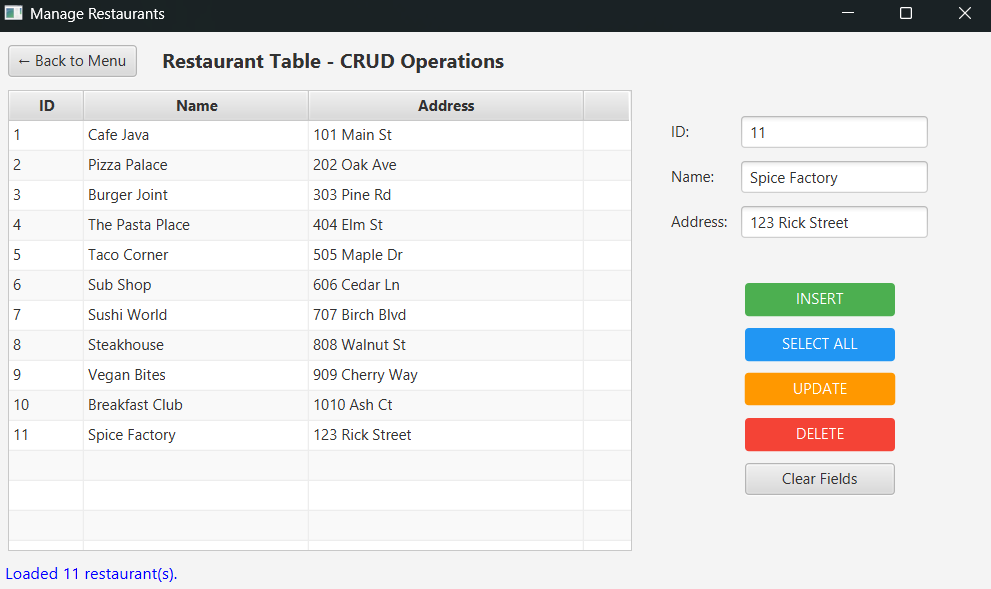 Manage Restaurants
← Back to Menu Restaurant Table - CRUD Operations
ID Name Address
1 Cafe Java 101 Main St
2 Pizza Palace 202 Oak Ave
3 Burger Joint 303 Pine Rd
4 The Pasta Place 404 Elm St
5 Taco Corner 505 Maple Dr
6 Sub Shop 606 Cedar Ln
7 Sushi World 707 Birch Blvd
8 Steakhouse 808 Walnut St
9 Vegan Bites 909 Cherry Way
10 Breakfast Club 1010 Ash Ct
11 Spice Factory 123 Rick Street
ID: 11
Name: Spice Factory
Address: 123 Rick Street
INSERT
SELECT ALL
UPDATE
DELETE
Clear Fields
Loaded 11 restaurant(s).